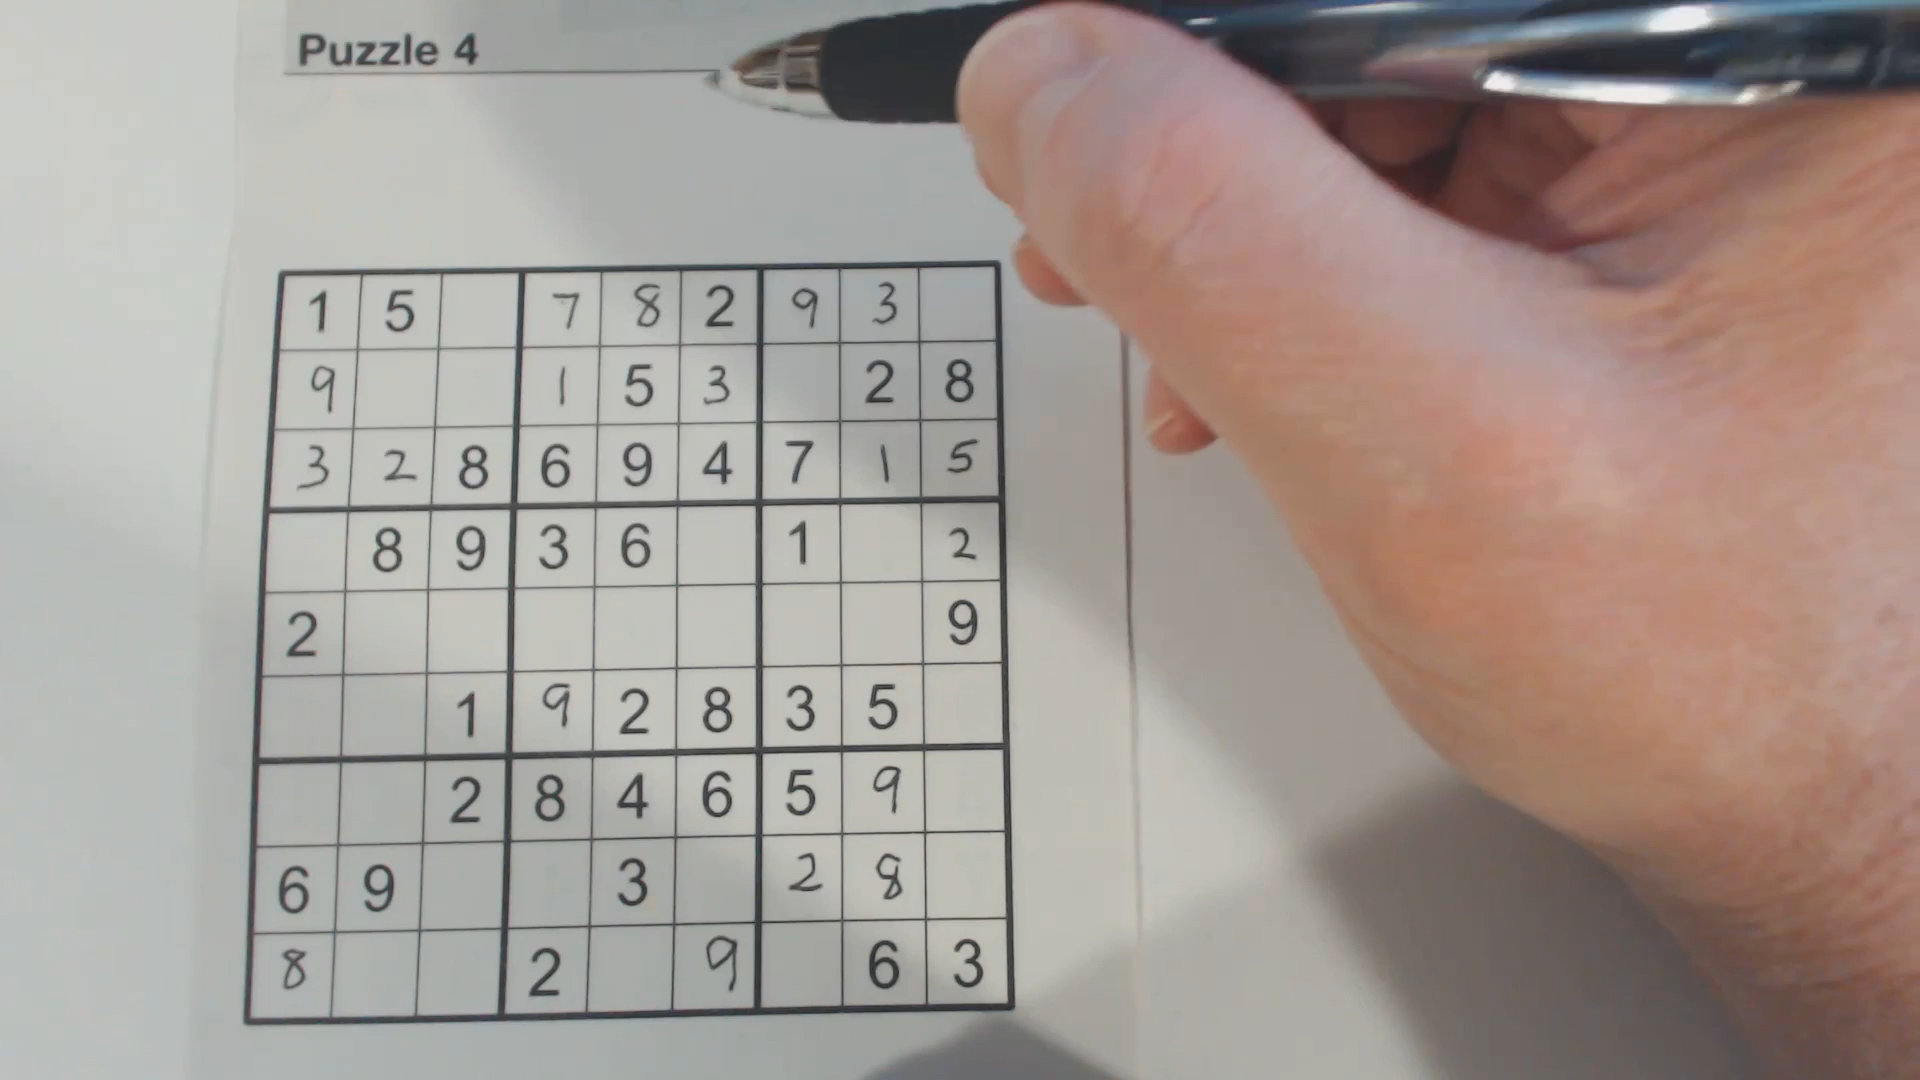 Puzzle 4
1 5 7 8 2 9 3
9 1 5 3 2 8
3 2 8 6 9 4 7 1 5
8 9 3 6 1 2
2 9
1 9 2 8 3 5
2 8 4 6 5 9
6 9 3 2 8
8 2 9 6 3